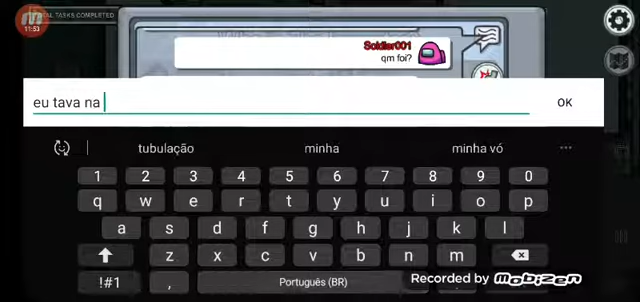 TASKS COMPLETED
11:53
Soldier001
qm foi?
eu tava na
OK
tubulação minha minha vó
1 2 3 4 5 6 7 8 9 0
q w e r t y u i o p
a s d f g h j k l
z x c v b n m
!#1 , Português (BR)
Recorded by MOBIZEN